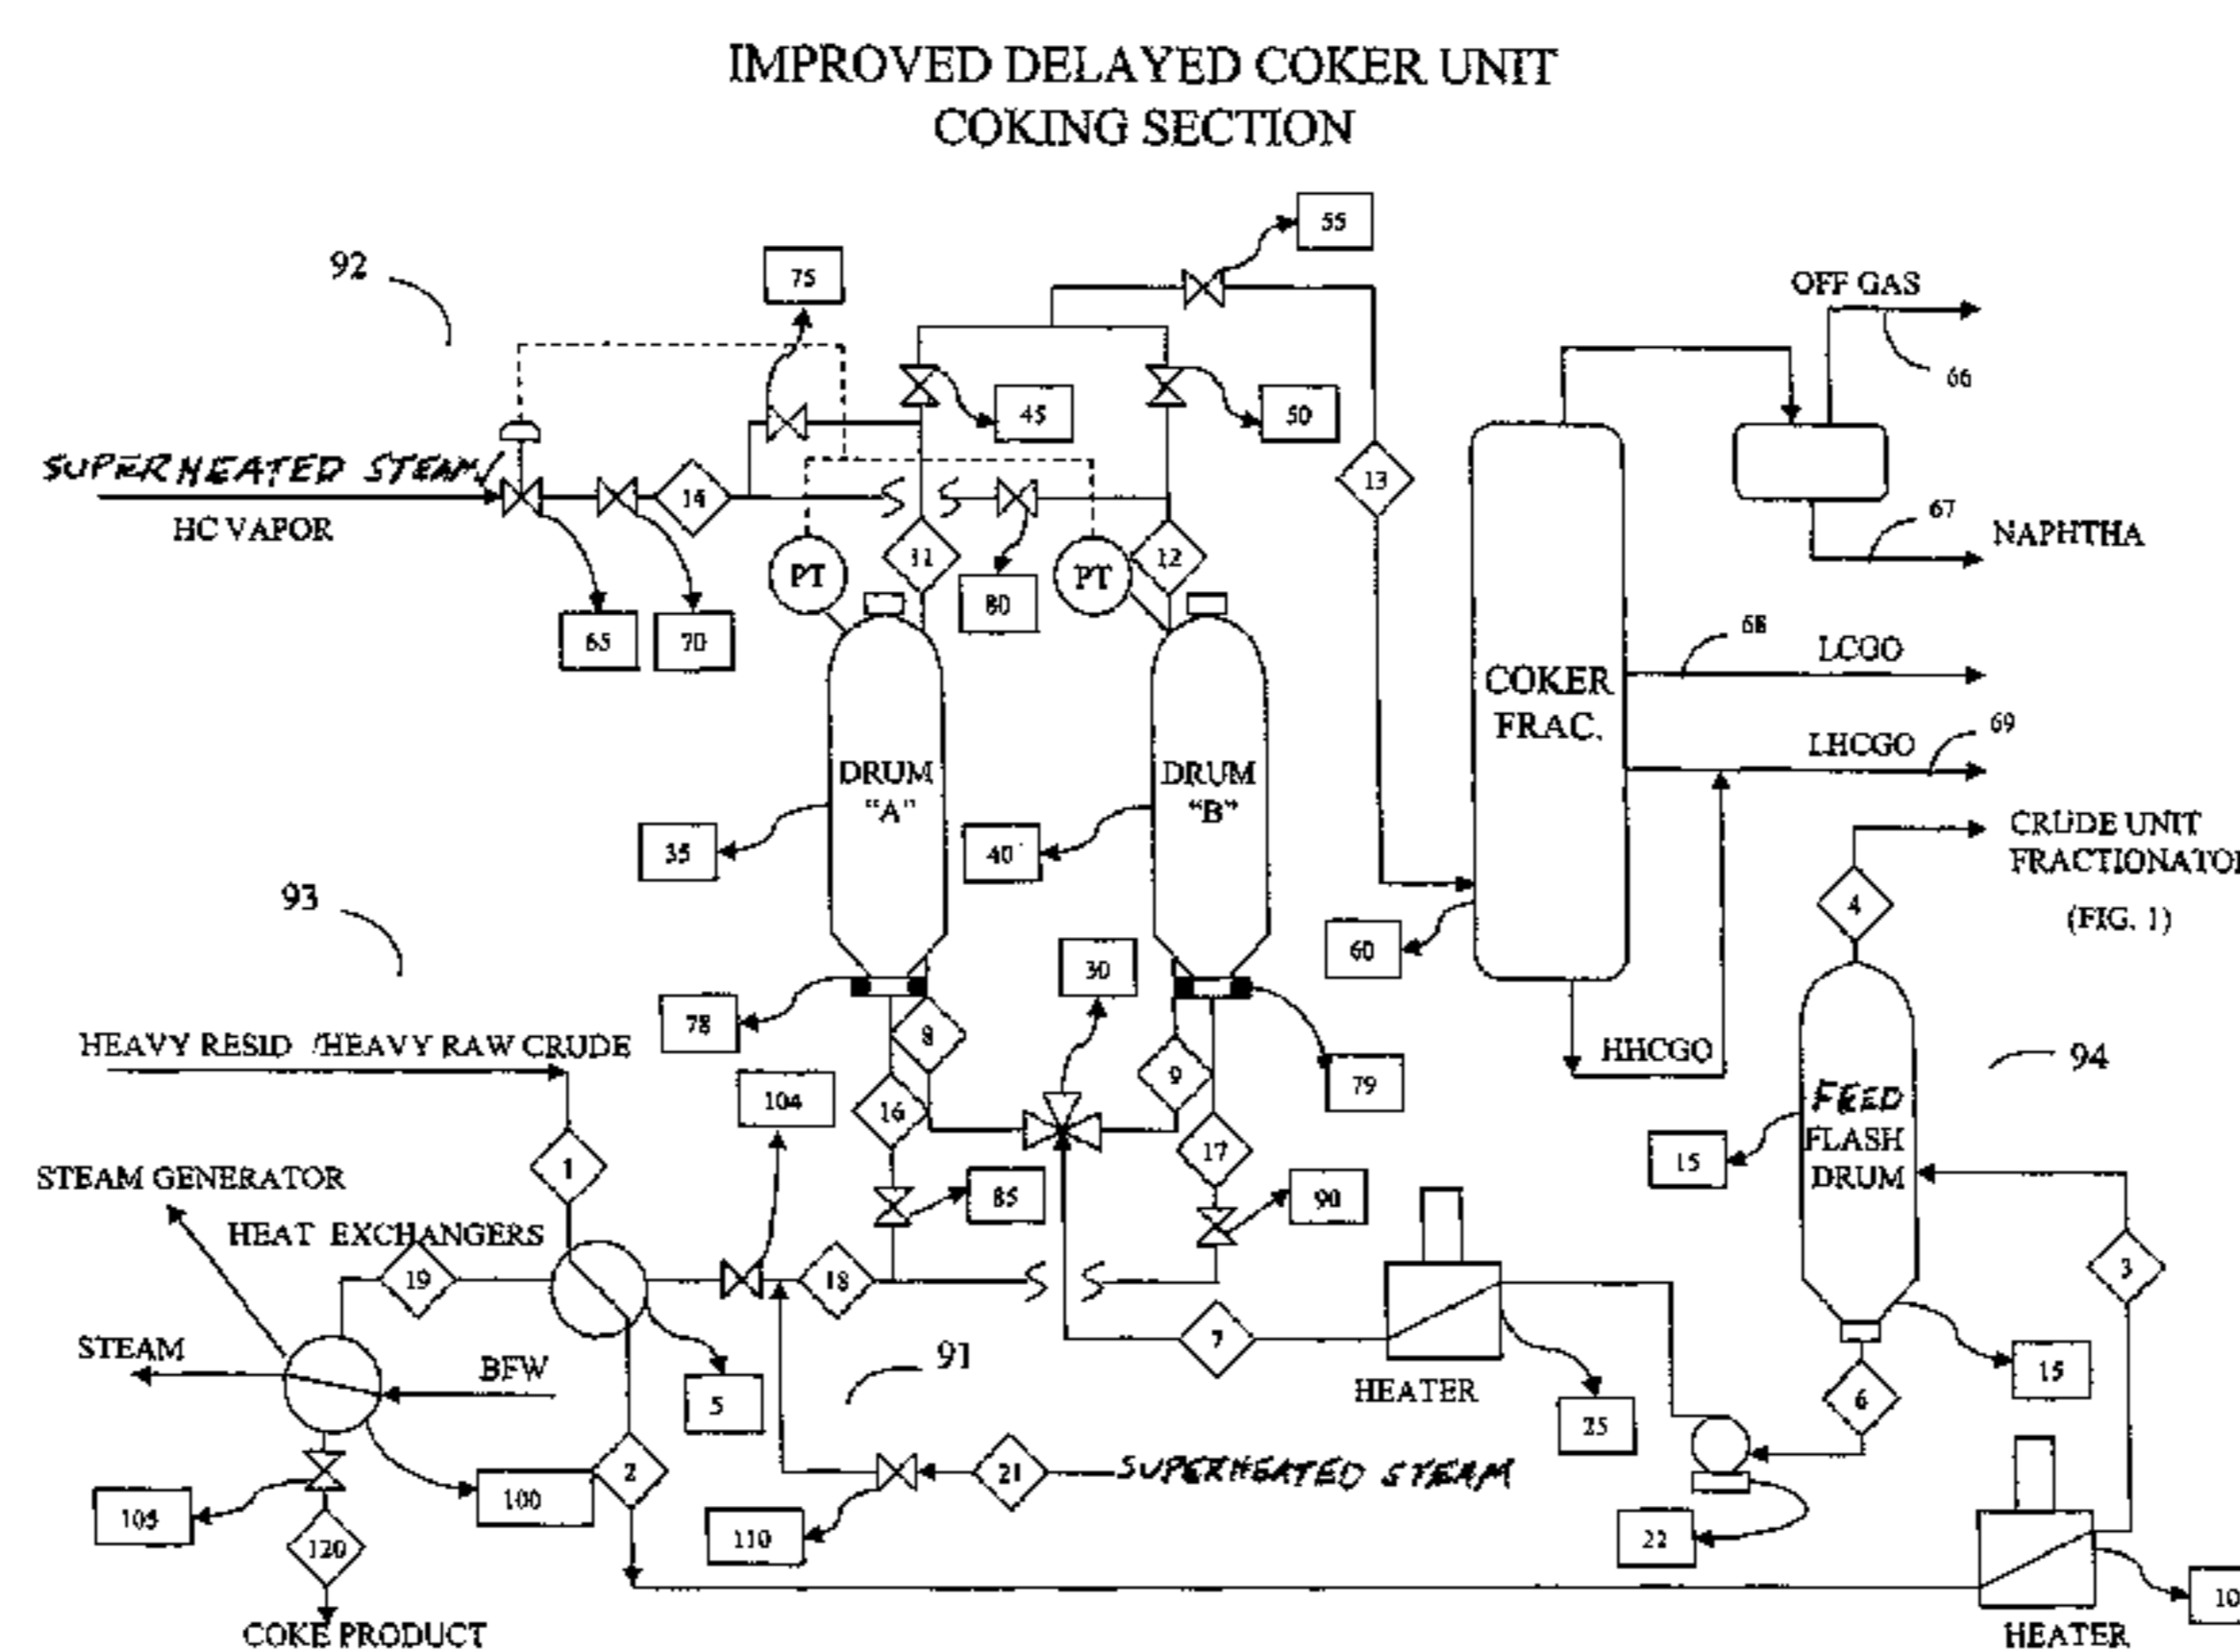 IMPROVED DELAYED COKER UNIT
COKING SECTION
55
92
75
OFF GAS
66
45
50
SUPERHEATED STEAM
14
13
HC VAPOR
67
NAPHTHA
PT
11
80
PT
12
65
70
68
LCGO
COKER
FRAC.
69
LHCGO
DRUM
"A"
DRUM
"B"
35
40
CRUDE UNIT
FRACTIONATO
(FIG. 1)
4
93
60
30
78
8
HEAVY RESID /HEAVY RAW CRUDE
HHCGO
94
9
79
104
16
FEED
FLASH
DRUM
15
1
17
STEAM GENERATOR
85
90
HEAT EXCHANGERS
19
18
3
7
STEAM
BFW
91
5
HEATER
25
15
6
2
21
SUPERHEATED STEAM
100
105
110
22
120
10
COKE PRODUCT
HEATER